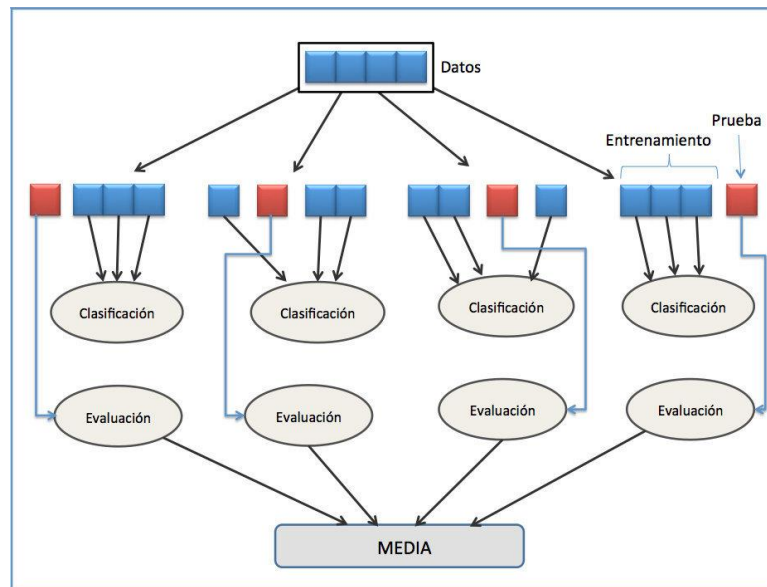 Datos
Prueba
Entrenamiento
Clasificación
Clasificación
Clasificación
Clasificación
Evaluación
Evaluación
Evaluación
Evaluación
MEDIA